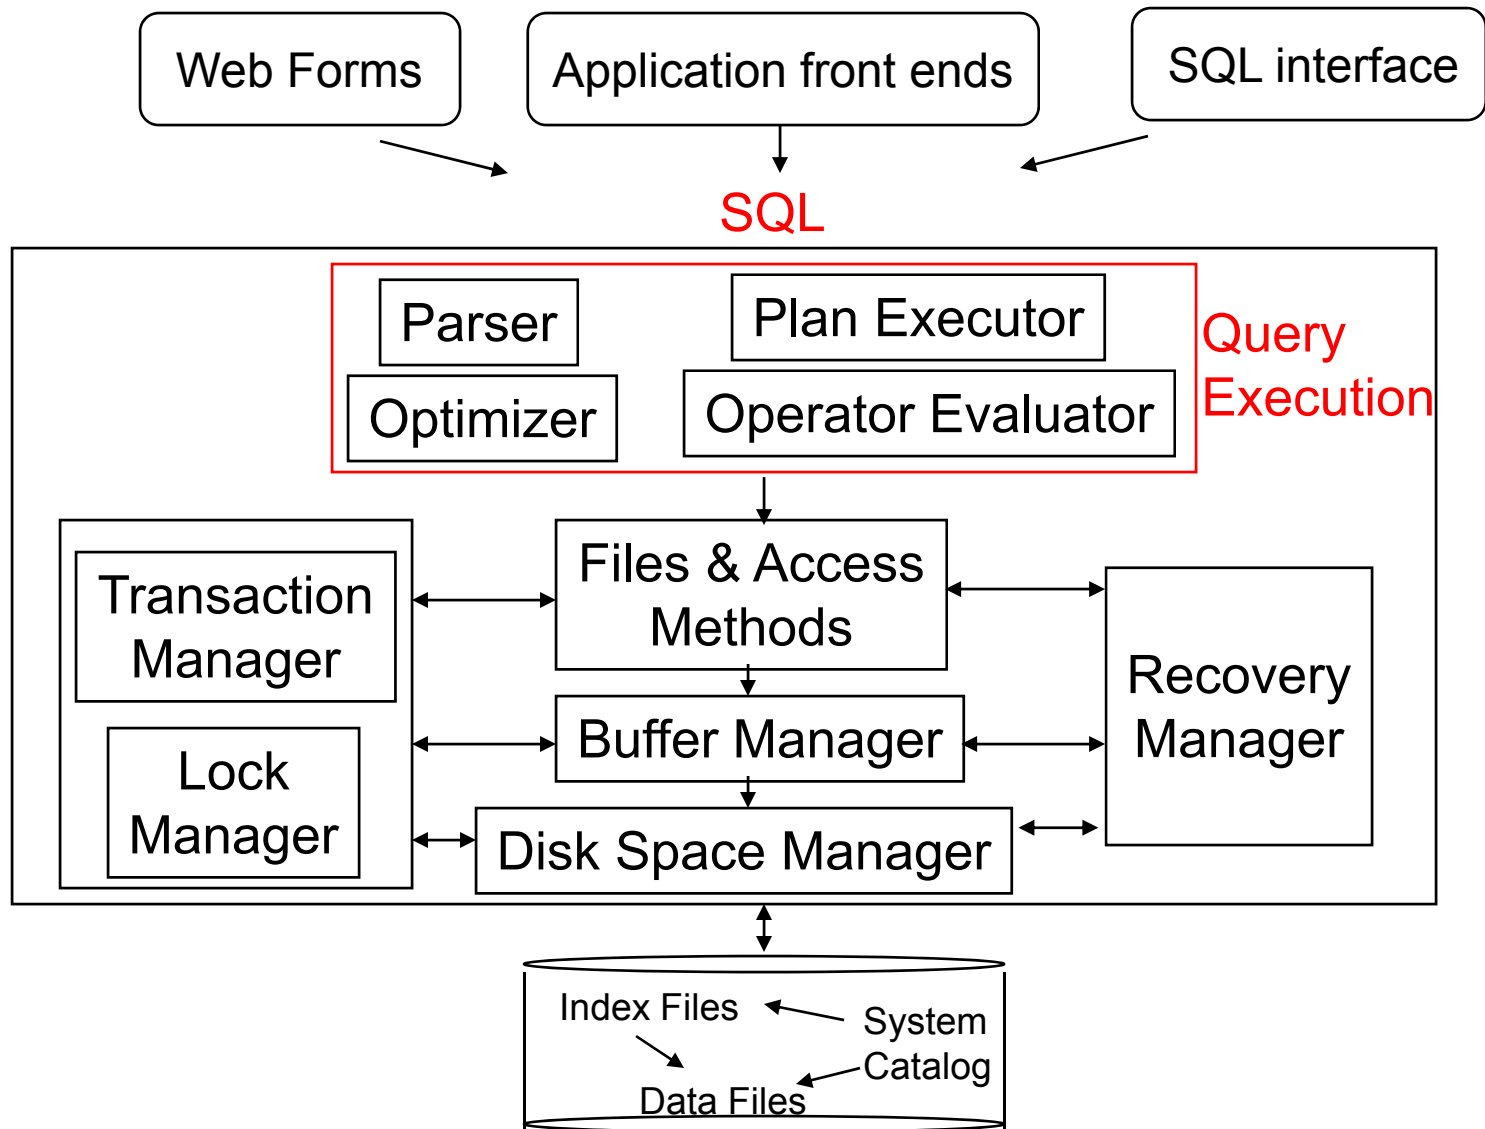 Web Forms
Application front ends
SQL interface
SQL
Parser
Plan Executor
Optimizer
Operator Evaluator
Query
Execution
Transaction
Manager
Lock
Manager
Files & Access
Methods
Buffer Manager
Disk Space Manager
Recovery
Manager
Index Files
System
Catalog
Data Files